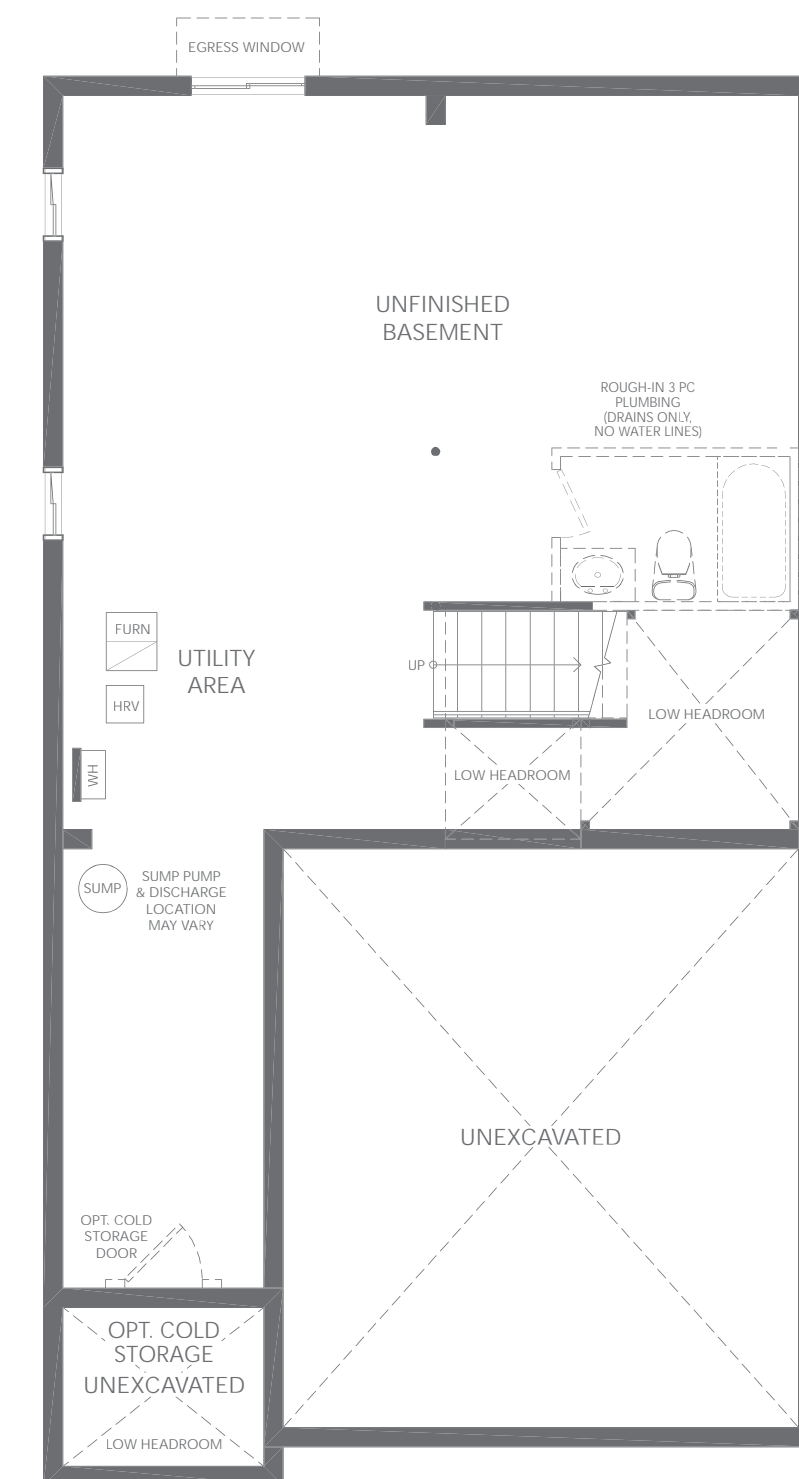 EGRESS WINDOW
UNFINISHED
BASEMENT
ROUGH-IN 3 PC
PLUMBING
(DRAINS ONLY,
NO WATER LINES)
FURN
UTILITY
AREA
HRV
UP
LOW HEADROOM
LOW HEADROOM
WH
SUMP
SUMP PUMP
& DISCHARGE
LOCATION
MAY VARY
UNEXCAVATED
OPT. COLD
STORAGE
DOOR
OPT. COLD
STORAGE
UNEXCAVATED
LOW HEADROOM